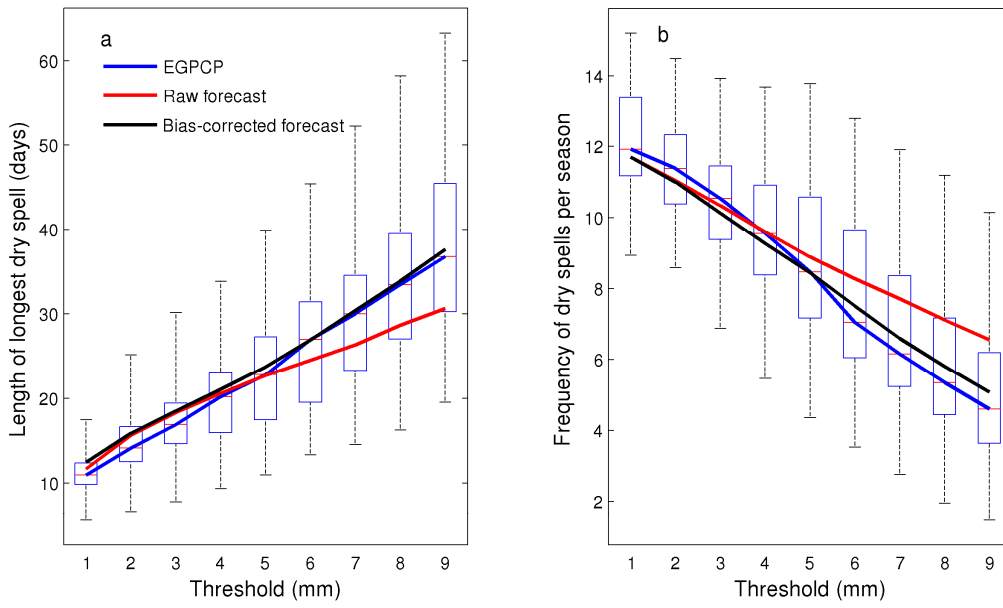 a
EGPCP
Raw forecast
Bias-corrected forecast
Length of longest dry spell (days)
60
50
40
30
20
10
1 2 3 4 5 6 7 8 9
Threshold (mm)
b
Frequency of dry spells per season
14
12
10
8
6
4
2
1 2 3 4 5 6 7 8 9
Threshold (mm)